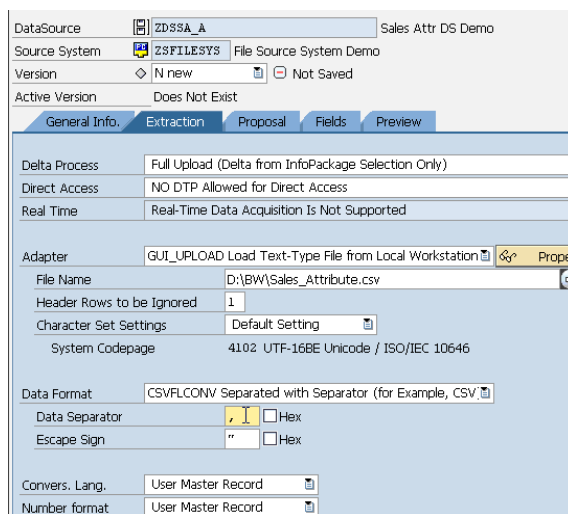 DataSource ZDSSA_A Sales Attr DS Demo
Source System ZSFILESYS File Source System Demo
Version N new Not Saved
Active Version Does Not Exist
General Info. Extraction Proposal Fields Preview
Delta Process Full Upload (Delta from InfoPackage Selection Only)
Direct Access NO DTP Allowed for Direct Access
Real Time Real-Time Data Acquisition Is Not Supported
Adapter GUI_UPLOAD Load Text-Type File from Local Workstation Prope
File Name D:\BW\Sales_Attribute.csv
Header Rows to be Ignored 1
Character Set Settings Default Setting
System Codepage 4102 UTF-16BE Unicode / ISO/IEC 10646
Data Format CSVFLCONV Separated with Separator (for Example, CSV)
Data Separator , Hex
Escape Sign " Hex
Convers. Lang. User Master Record
Number format User Master Record